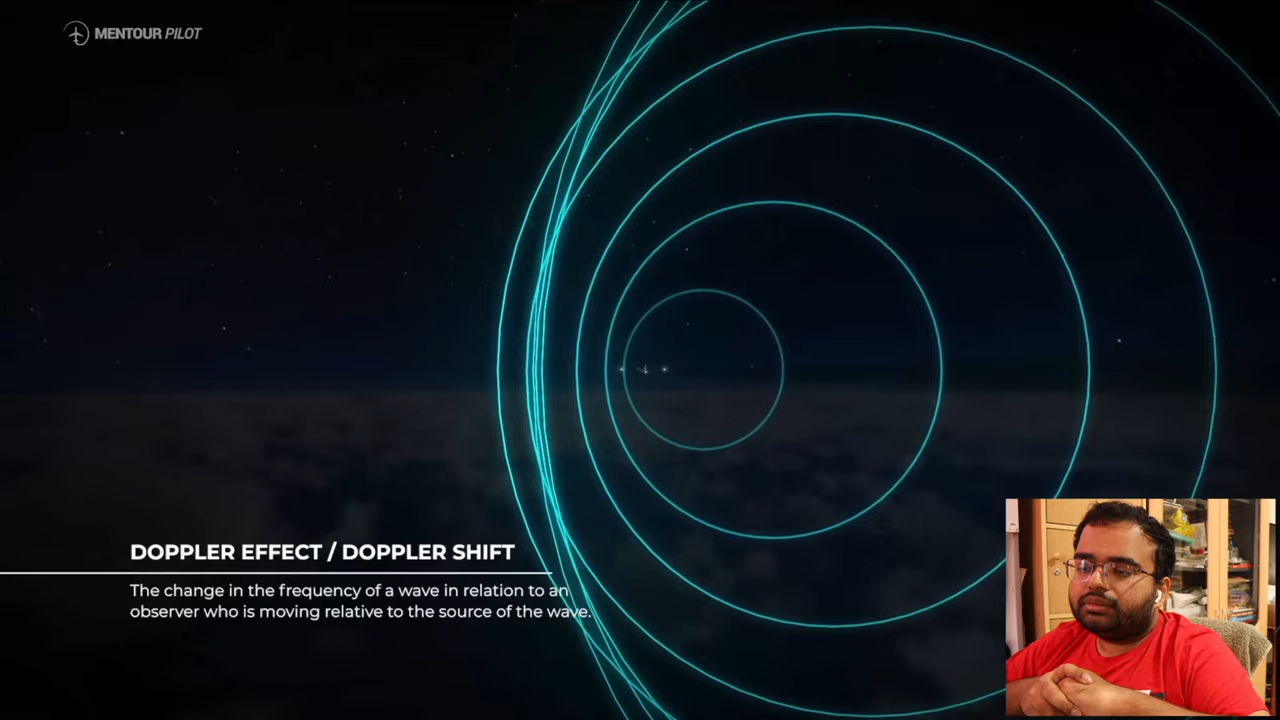 MENTOUR PILOT
DOPPLER EFFECT / DOPPLER SHIFT
The change in the frequency of a wave in relation to an
observer who is moving relative to the source of the wave.